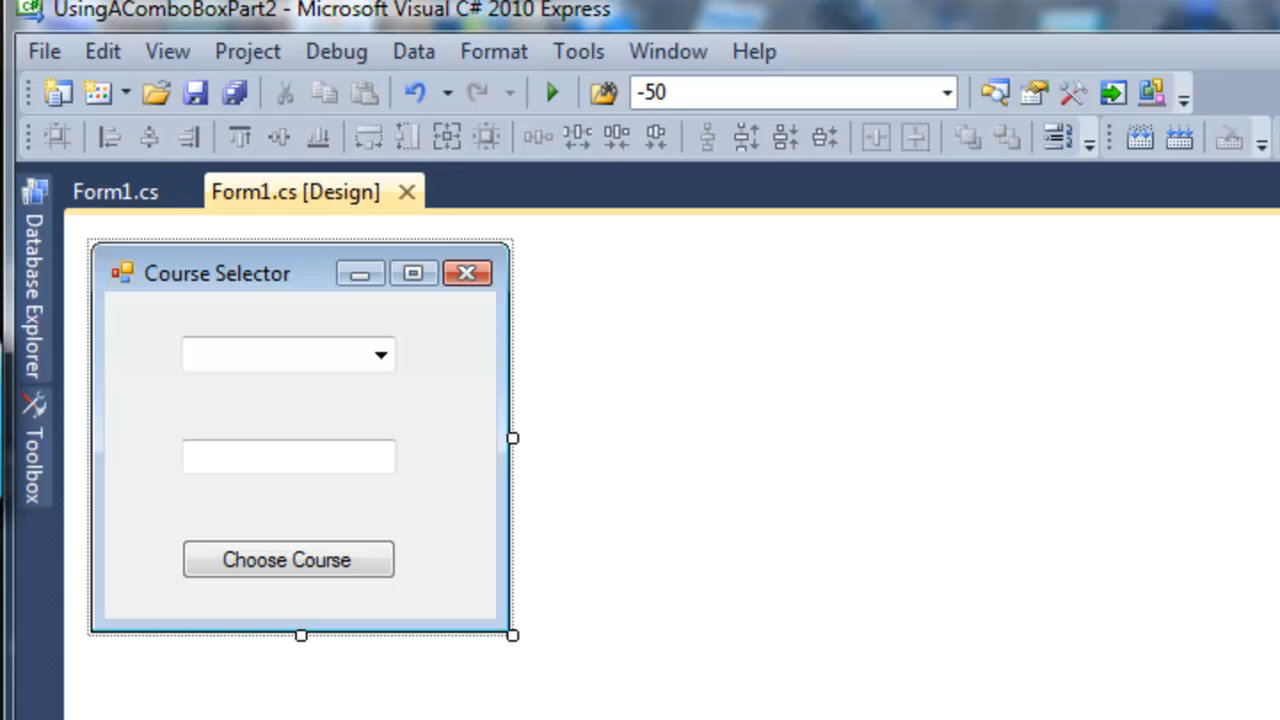 UsingAComboBoxPart2 - Microsoft Visual C# 2010 Express
File Edit View Project Debug Data Format Tools Window Help
-50
Form1.cs Form1.cs [Design]
Database Explorer
Toolbox
Course Selector
Choose Course